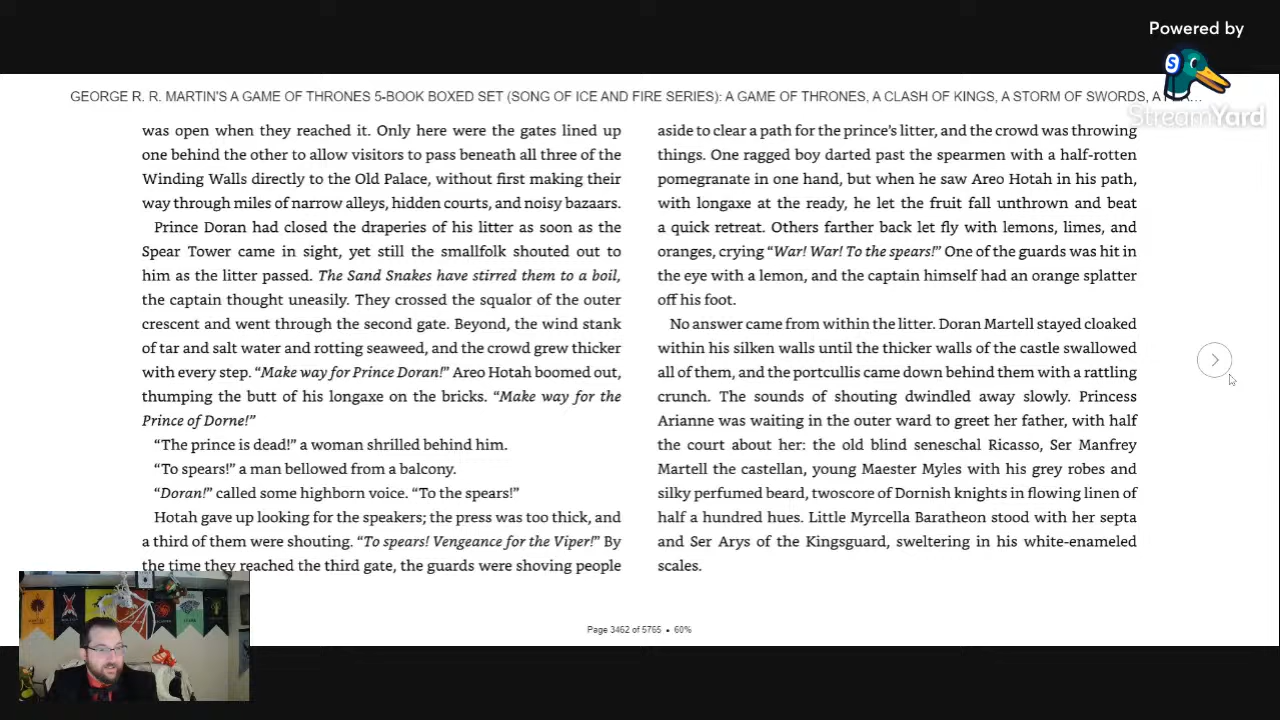 Powered by
StreamYard
GEORGE R. R. MARTIN'S A GAME OF THRONES 5-BOOK BOXED SET (SONG OF ICE AND FIRE SERIES): A GAME OF THRONES, A CLASH OF KINGS, A STORM OF SWORDS,
was open when they reached it. Only here were the gates lined up
one behind the other to allow visitors to pass beneath all three of the
Winding Walls directly to the Old Palace, without first making their
way through miles of narrow alleys, hidden courts, and noisy bazaars.
Prince Doran had closed the draperies of his litter as soon as the
Spear Tower came in sight, yet still the smallfolk shouted out to
him as the litter passed. The Sand Snakes have stirred them to a boil,
the captain thought uneasily. They crossed the squalor of the outer
crescent and went through the second gate. Beyond, the wind stank
of tar and salt water and rotting seaweed, and the crowd grew thicker
with every step. “Make way for Prince Doran!” Areo Hotah boomed out,
thumping the butt of his longaxe on the bricks. “Make way for the
Prince of Dorne!”
“The prince is dead!” a woman shrilled behind him.
“To spears!” a man bellowed from a balcony.
“Doran!” called some highborn voice. “To the spears!”
Hotah gave up looking for the speakers; the press was too thick, and
a third of them were shouting. “To spears! Vengeance for the Viper!” By
the time they reached the third gate, the guards were shoving people
aside to clear a path for the prince’s litter, and the crowd was throwing
things. One ragged boy darted past the spearmen with a half-rotten
pomegranate in one hand, but when he saw Areo Hotah in his path,
with longaxe at the ready, he let the fruit fall unthrown and beat
a quick retreat. Others farther back let fly with lemons, limes, and
oranges, crying “War! War! To the spears!” One of the guards was hit in
the eye with a lemon, and the captain himself had an orange splatter
off his foot.
No answer came from within the litter. Doran Martell stayed cloaked
within his silken walls until the thicker walls of the castle swallowed
all of them, and the portcullis came down behind them with a rattling
crunch. The sounds of shouting dwindled away slowly. Princess
Arianne was waiting in the outer ward to greet her father, with half
the court about her: the old blind seneschal Ricasso, Ser Manfrey
Martell the castellan, young Maester Myles with his grey robes and
silky perfumed beard, twoscore of Dornish knights in flowing linen of
half a hundred hues. Little Myrcella Baratheon stood with her septa
and Ser Arys of the Kingsguard, sweltering in his white-enameled
scales.
Page 3462 of 5765 • 60%